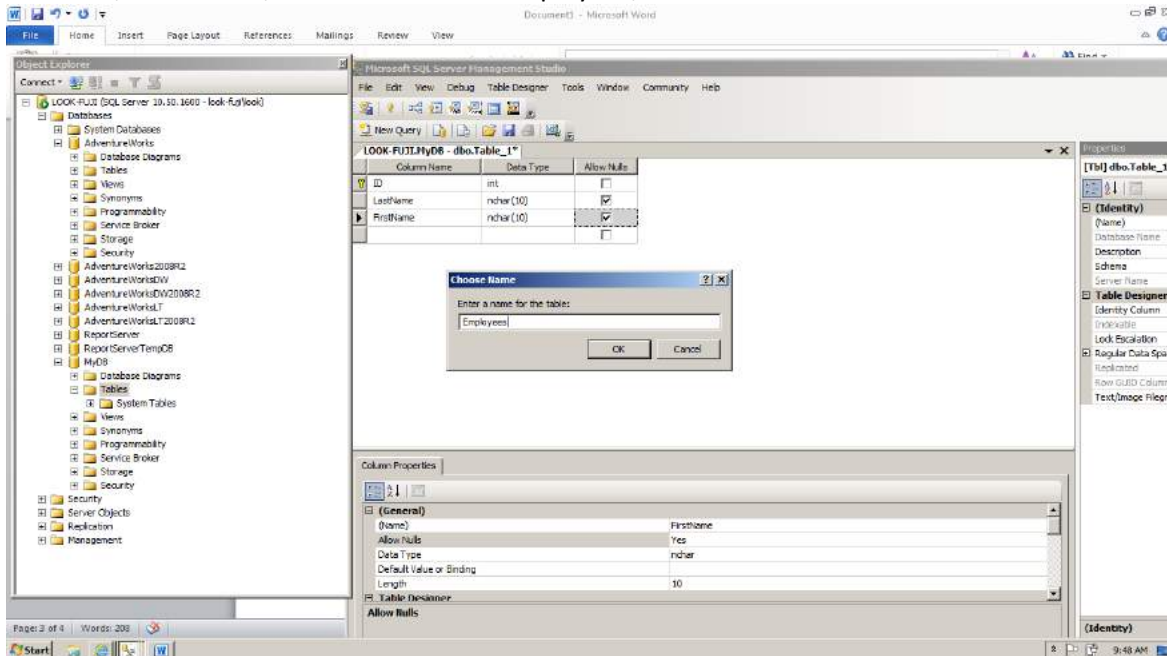 Document1 - Microsoft Word
File Home Insert Page Layout References Mailings Review View
Object Explorer
Connect
LOOK-FUJI (SQL Server 10.50.1600 - look-fuji\look)
Databases
System Databases
AdventureWorks
Database Diagrams
Tables
Views
Synonyms
Programmability
Service Broker
Storage
Security
AdventureWorks2008R2
AdventureWorksDW
AdventureWorksDW2008R2
AdventureWorksLT
AdventureWorksLT2008R2
ReportServer
ReportServerTempDB
MyDB
Database Diagrams
Tables
System Tables
Views
Synonyms
Programmability
Service Broker
Storage
Security
Security
Server Objects
Replication
Management
Microsoft SQL Server Management Studio
File Edit View Debug Table Designer Tools Window Community Help
New Query
LOOK-FUJI.MyDB - dbo.Table_1*
Column Name Data Type Allow Nulls
ID int
LastName nchar(10)
FirstName nchar(10)
Choose Name
Enter a name for the table:
Employees
OK Cancel
Column Properties
(General)
(Name) FirstName
Allow Nulls Yes
Data Type nchar
Default Value or Binding
Length 10
Table Designer
Allow Nulls
Properties
[Tbl] dbo.Table_1
(Identity)
(Name)
Database Name
Description
Schema
Server Name
Table Designer
Identity Column
Indexable
Lock Escalation
Regular Data Spa
Replicated
Row GUID Colum
Text/Image Filegr
(Identity)
Page: 3 of 4 Words: 208
Start 9:48 AM